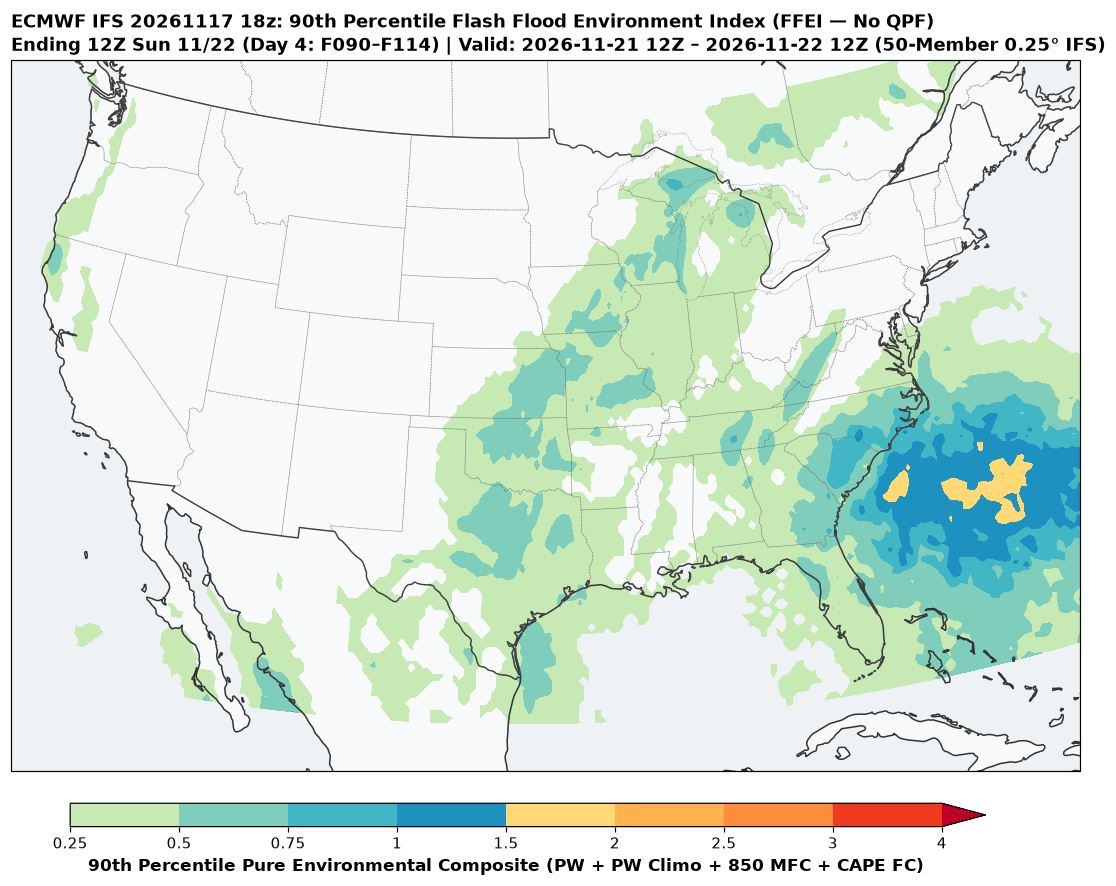 ECMWF IFS 20261117 18z: 90th Percentile Flash Flood Environment Index (FFEI — No QPF)
Ending 12Z Sun 11/22 (Day 4: F090–F114) | Valid: 2026-11-21 12Z – 2026-11-22 12Z (50-Member 0.25° IFS)
0.25 0.5 0.75 1 1.5 2 2.5 3 4
90th Percentile Pure Environmental Composite (PW + PW Climo + 850 MFC + CAPE FC)